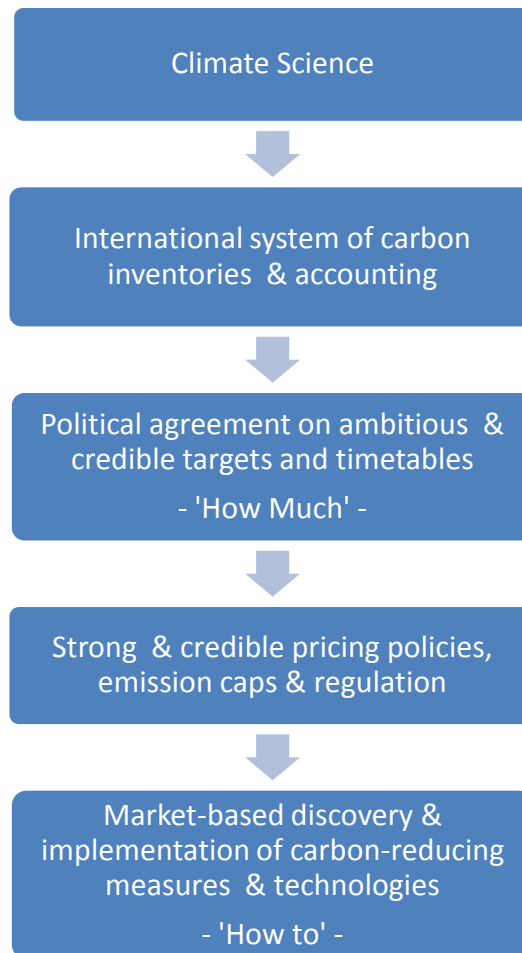 Climate Science
International system of carbon
inventories & accounting
Political agreement on ambitious &
credible targets and timetables
- 'How Much' -
Strong & credible pricing policies,
emission caps & regulation
Market-based discovery &
implementation of carbon-reducing
measures & technologies
- 'How to' -